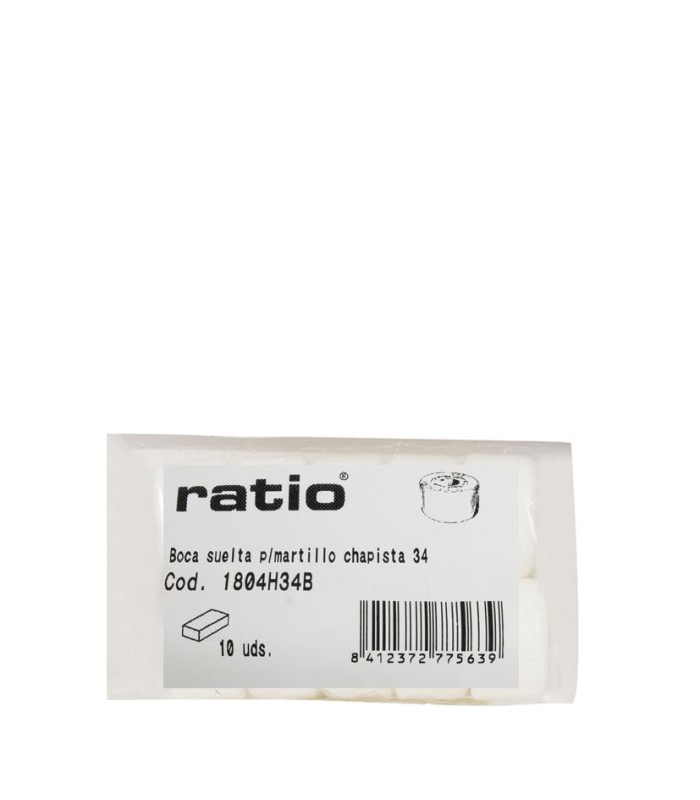 ratio®
Boca suelta p/martillo chapista 34
Cod. 1804H34B
10 uds.
8 412372 775639